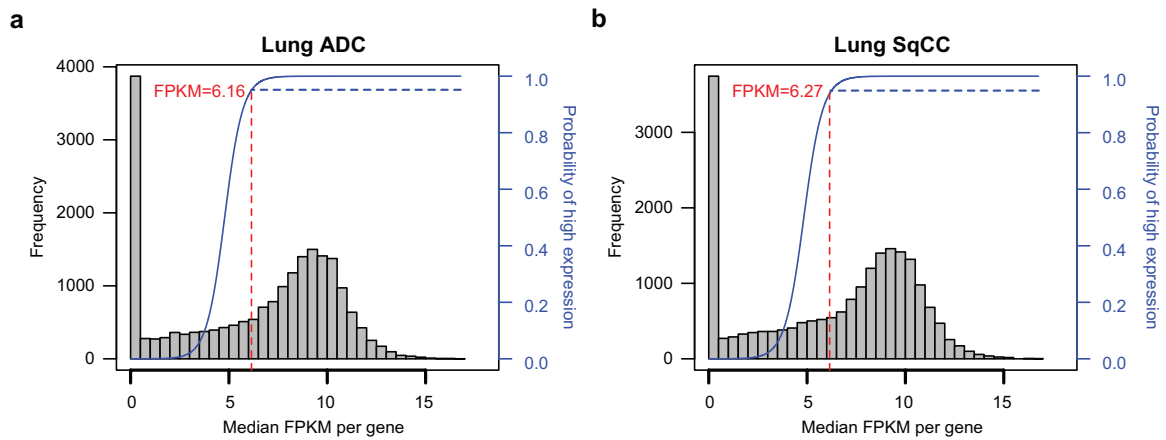 a
Lung ADC
Frequency
4000
3000
2000
1000
0
FPKM=6.16
1.0
0.8
0.6
0.4
0.2
0.0
Probability of high expression
0 5 10 15
Median FPKM per gene
b
Lung SqCC
Frequency
3000
2000
1000
0
FPKM=6.27
1.0
0.8
0.6
0.4
0.2
0.0
Probability of high expression
0 5 10 15
Median FPKM per gene